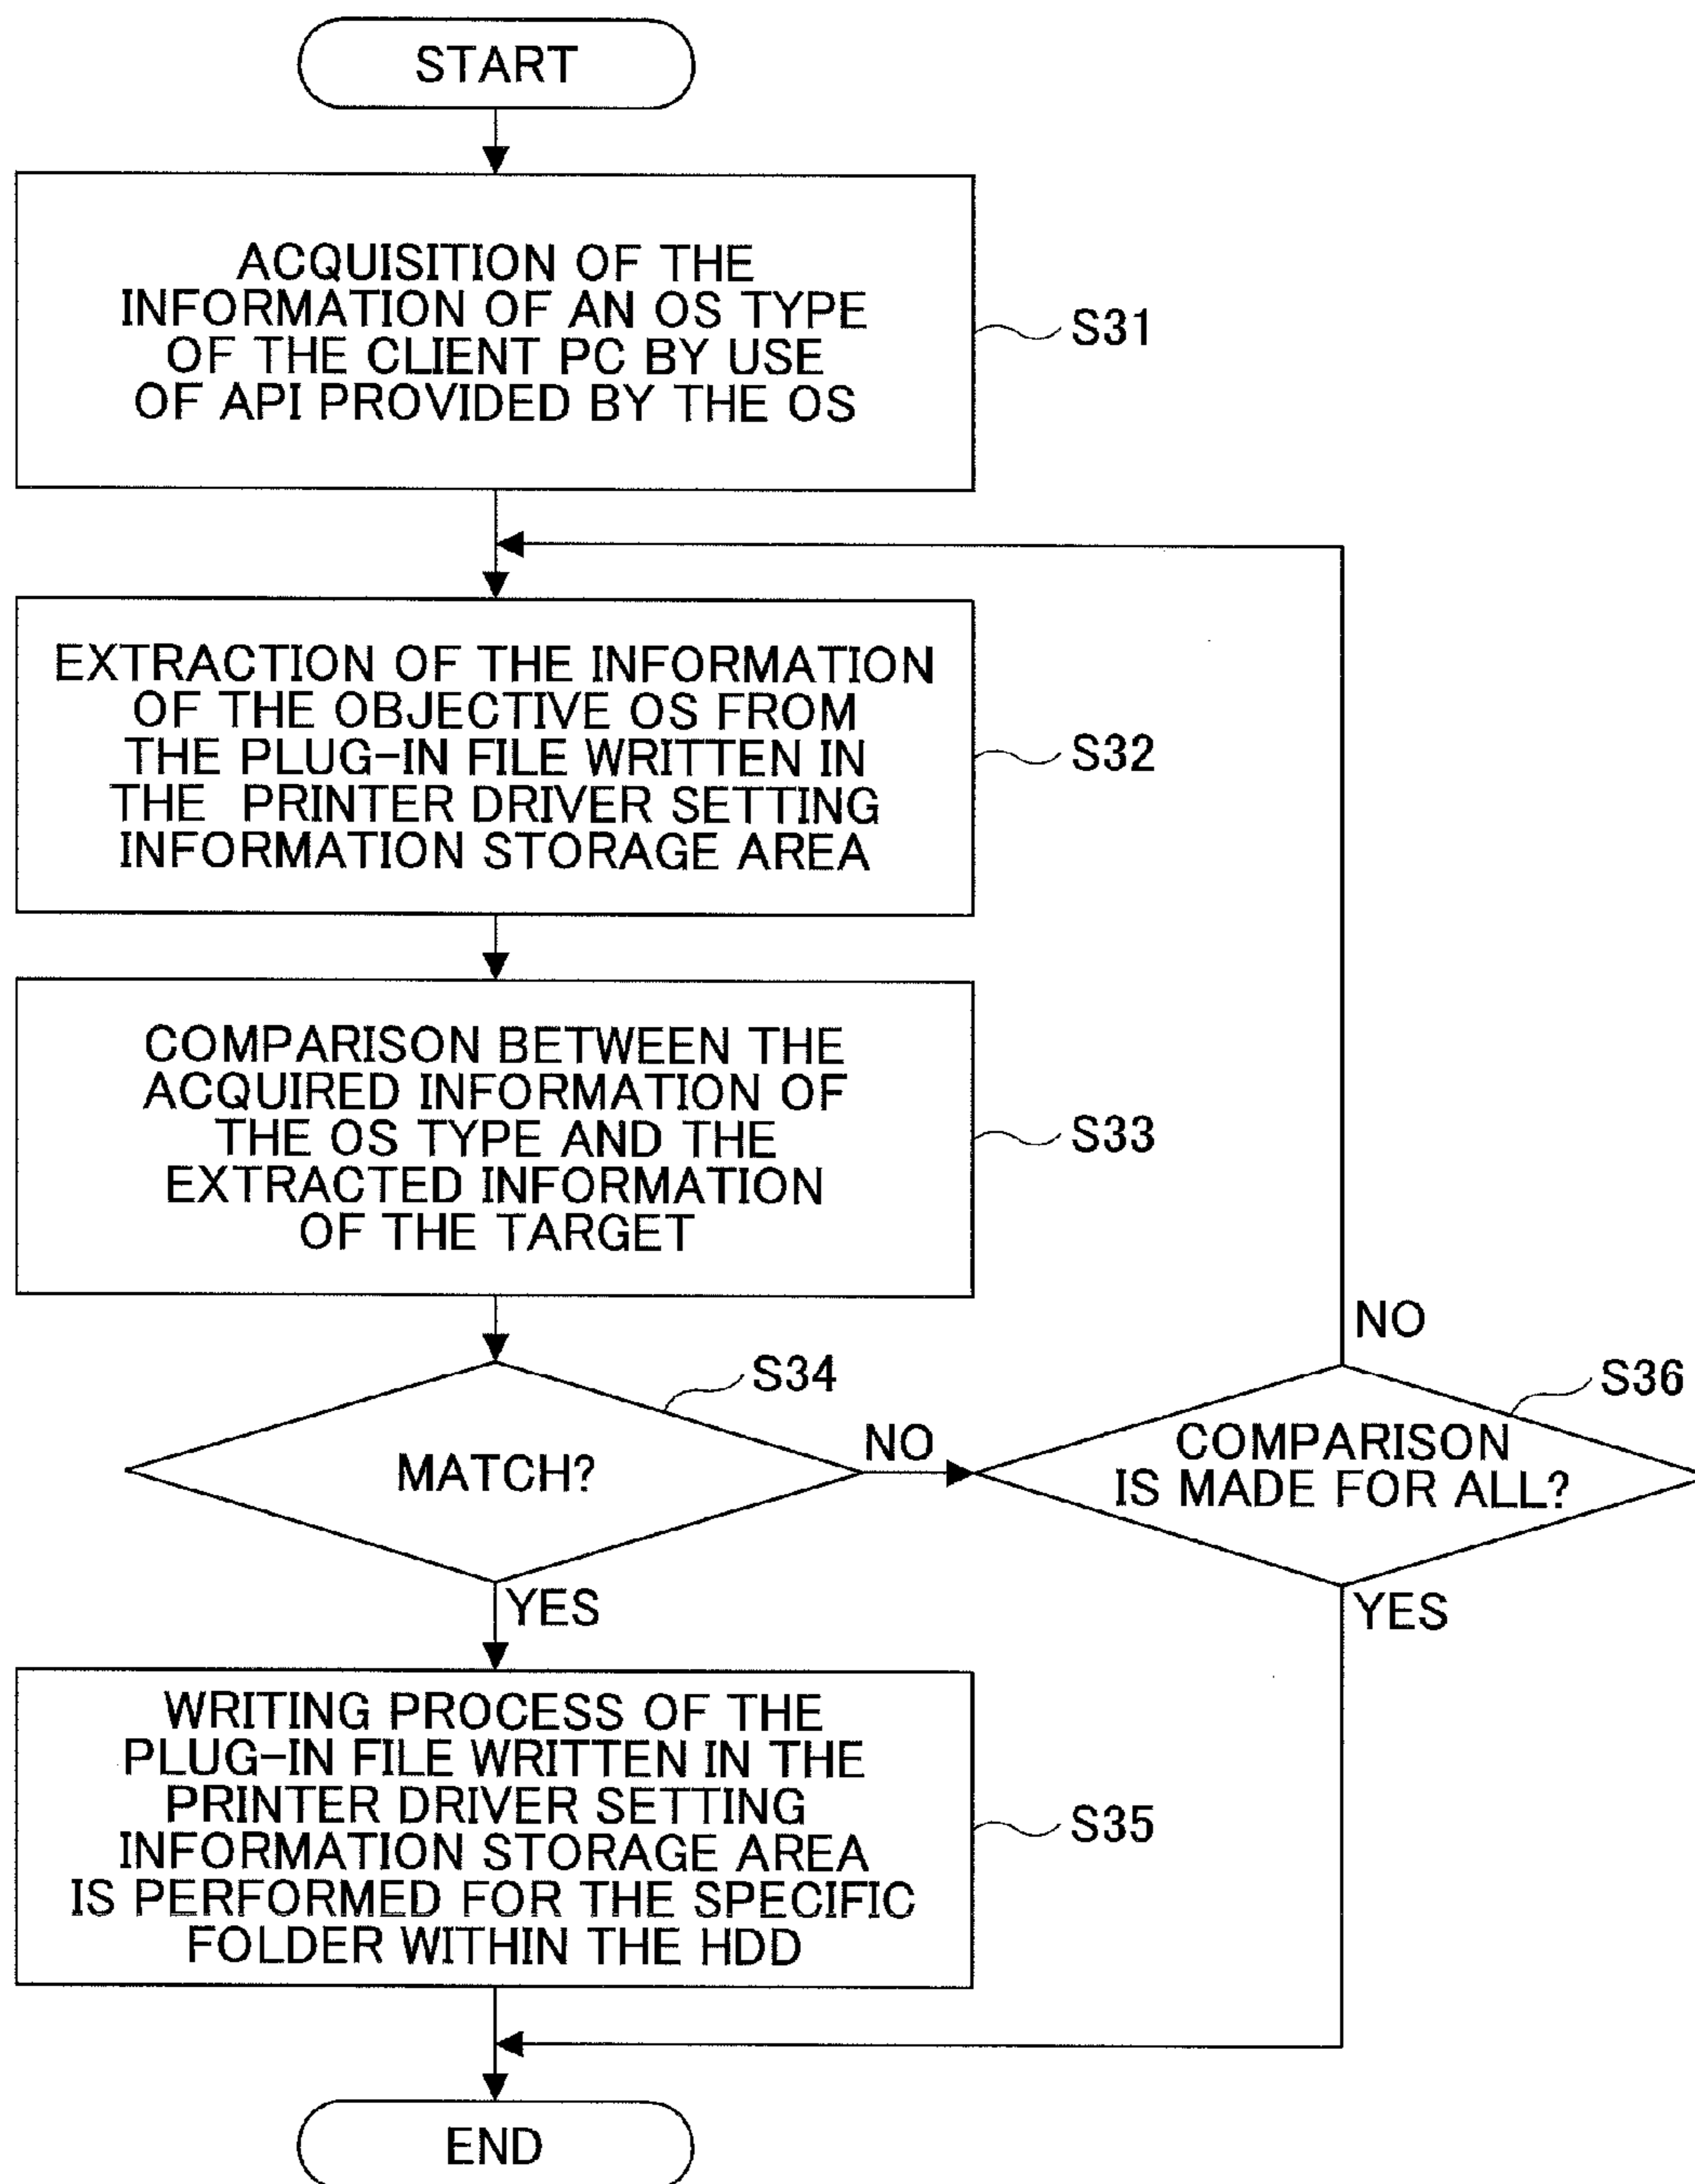 START
ACQUISITION OF THE
INFORMATION OF AN OS TYPE
OF THE CLIENT PC BY USE
OF API PROVIDED BY THE OS
S31
EXTRACTION OF THE INFORMATION
OF THE OBJECTIVE OS FROM
THE PLUG-IN FILE WRITTEN IN
THE PRINTER DRIVER SETTING
INFORMATION STORAGE AREA
S32
COMPARISON BETWEEN THE
ACQUIRED INFORMATION OF
THE OS TYPE AND THE
EXTRACTED INFORMATION
OF THE TARGET
S33
S34
MATCH?
NO
YES
S36
COMPARISON
IS MADE FOR ALL?
NO
YES
WRITING PROCESS OF THE
PLUG-IN FILE WRITTEN IN THE
PRINTER DRIVER SETTING
INFORMATION STORAGE AREA
IS PERFORMED FOR THE SPECIFIC
FOLDER WITHIN THE HDD
S35
END